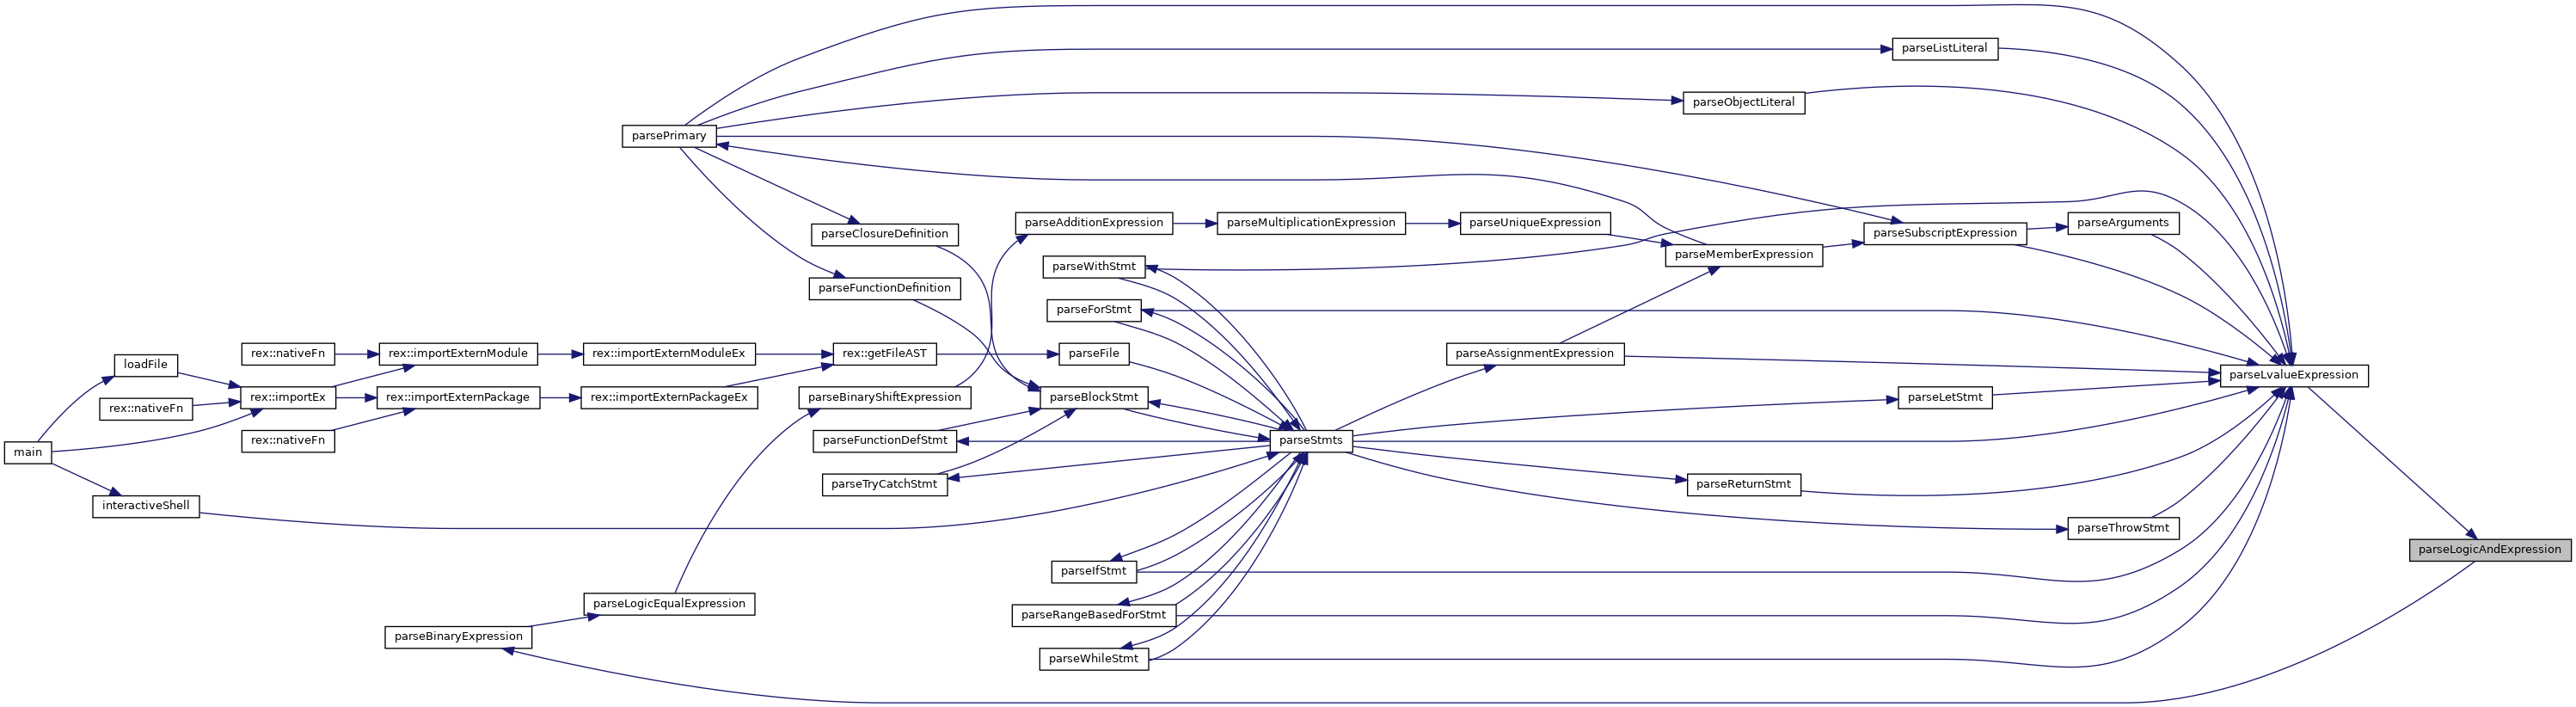 parseListLiteral
parseObjectLiteral
parsePrimary
parseClosureDefinition
parseAdditionExpression
parseMultiplicationExpression
parseUniqueExpression
parseArguments
parseSubscriptExpression
parseMemberExpression
parseWithStmt
parseFunctionDefinition
parseForStmt
rex::nativeFn
rex::importExternModule
rex::importExternModuleEx
rex::getFileAST
parseFile
parseAssignmentExpression
loadFile
parseLvalueExpression
rex::importEx
rex::importExternPackage
rex::importExternPackageEx
parseBinaryShiftExpression
parseBlockStmt
parseLetStmt
rex::nativeFn
main
rex::nativeFn
parseFunctionDefStmt
parseStmts
parseTryCatchStmt
parseReturnStmt
interactiveShell
parseThrowStmt
parseLogicAndExpression
parseIfStmt
parseLogicEqualExpression
parseRangeBasedForStmt
parseBinaryExpression
parseWhileStmt